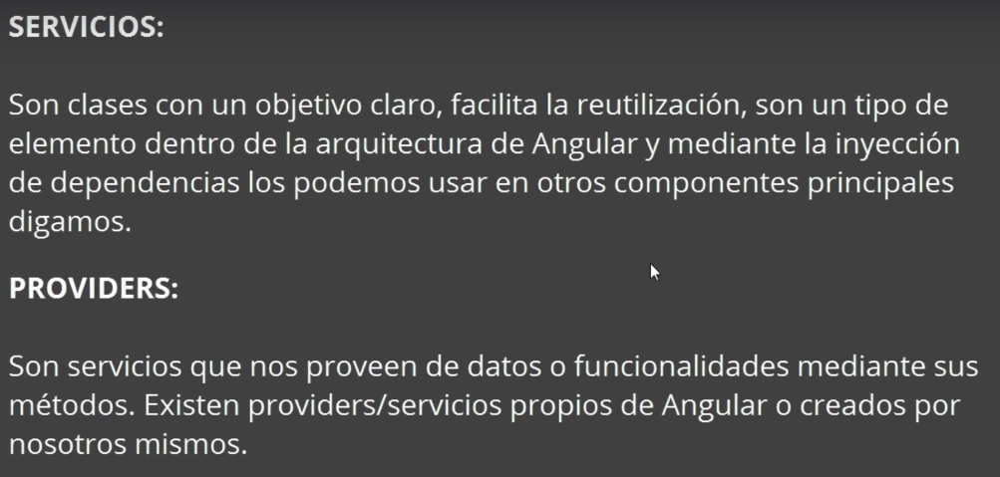 SERVICIOS:
Son clases con un objetivo claro, facilita la reutilización, son un tipo de
elemento dentro de la arquitectura de Angular y mediante la inyección
de dependencias los podemos usar en otros componentes principales
digamos.
PROVIDERS:
Son servicios que nos proveen de datos o funcionalidades mediante sus
métodos. Existen providers/servicios propios de Angular o creados por
nosotros mismos.